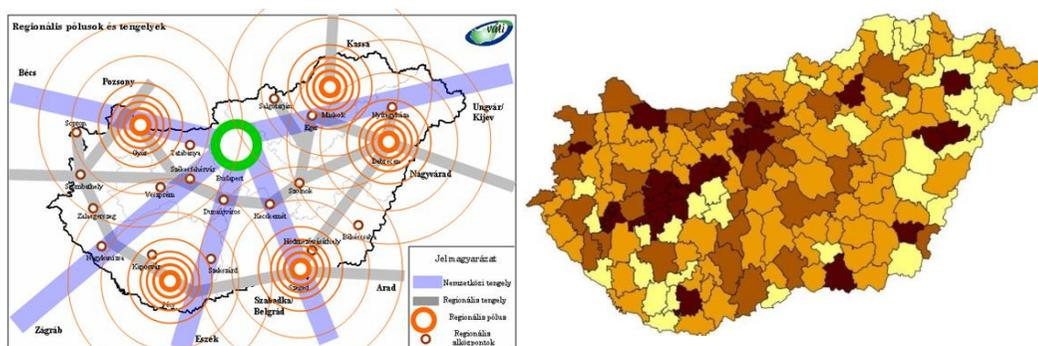 Regionális pólusok és tengelyek
váti
Kassa
Bécs
Pozsony
Ungvár/
Kijev
Salgótarján
Miskolc
Nyíregyháza
Sopron
Eger
Győr
Tatabánya
Debrecen
Székesfehérvár
Budapest
Nagyvárad
Szombathely
Veszprém
Szolnok
Dunaújváros
Kecskemét
Zalaegerszeg
Békéscsaba
Hódmezővásárhely
Nagykanizsa
Kaposvár
Szekszárd
Szeged
Pécs
Arad
Szabadka/
Belgrád
Zágráb
Eszék
Jelmagyarázat
Nemzetközi tengely
Regionális tengely
Regionális pólus
Regionális
alközpontok